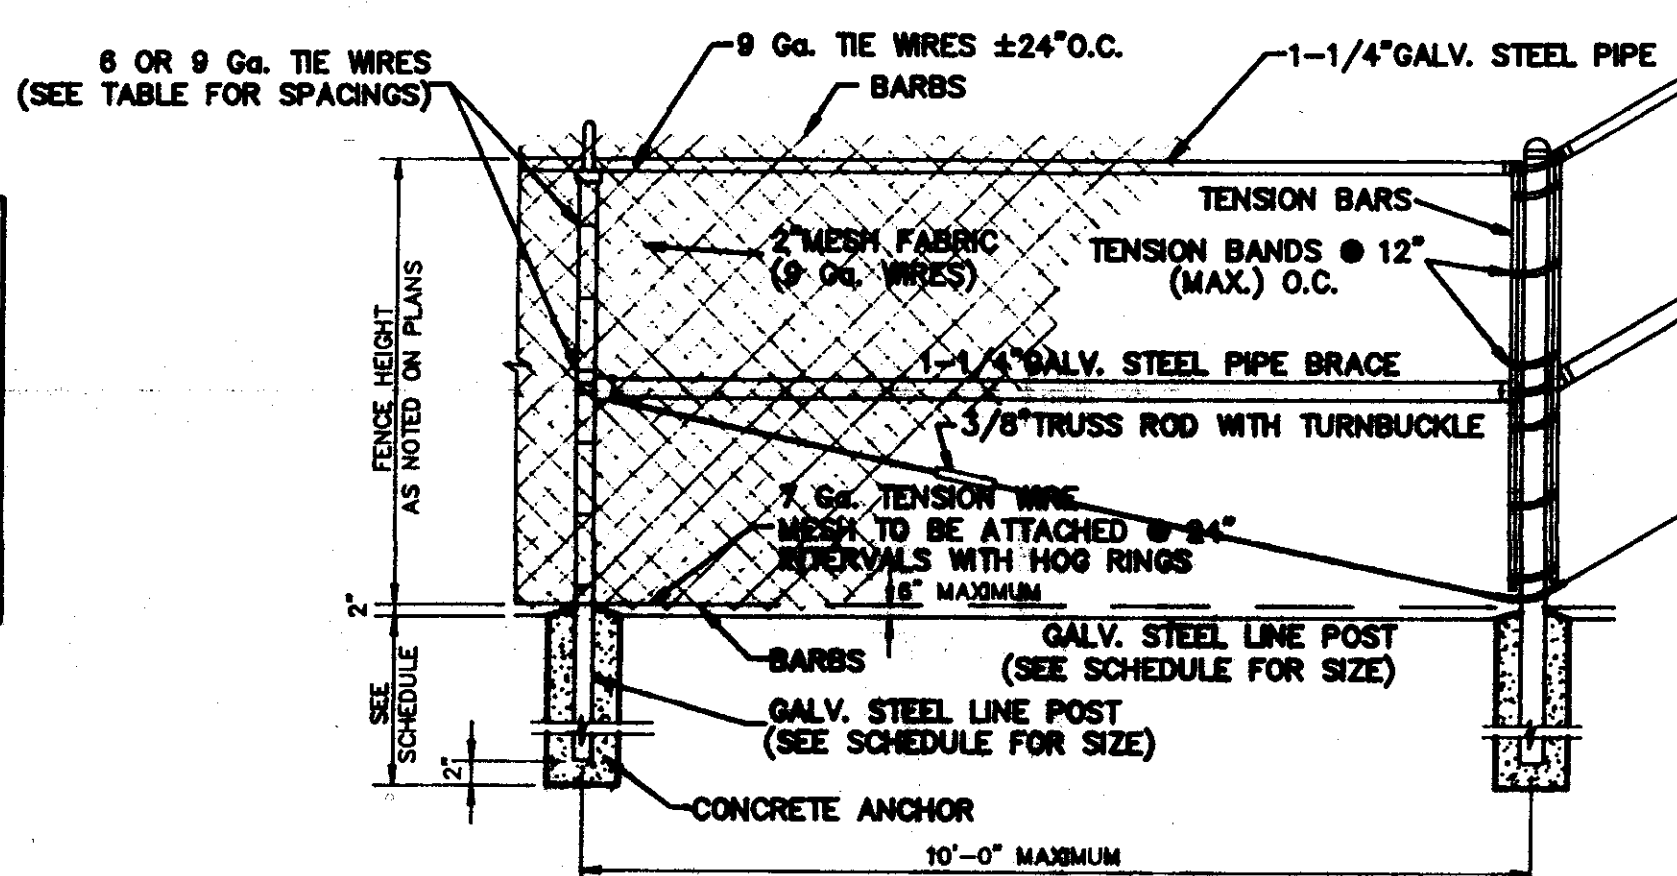 6 OR 9 Ga. TIE WIRES
(SEE TABLE FOR SPACINGS)
9 Ga. TIE WIRES ±24"O.C.
BARBS
1-1/4"GALV. STEEL PIPE
TENSION BARS
2"MESH FABRIC
(9 Ga. WIRES)
TENSION BANDS @ 12"
(MAX.) O.C.
FENCE HEIGHT
AS NOTED ON PLANS
1-1/4"GALV. STEEL PIPE BRACE
3/8"TRUSS ROD WITH TURNBUCKLE
7 Ga. TENSION WIRE
MESH TO BE ATTACHED @ 24"
INTERVALS WITH HOG RINGS
6" MAXIMUM
2"
GALV. STEEL LINE POST
(SEE SCHEDULE FOR SIZE)
BARBS
SEE
SCHEDULE
GALV. STEEL LINE POST
(SEE SCHEDULE FOR SIZE)
2"
CONCRETE ANCHOR
10'-0" MAXIMUM